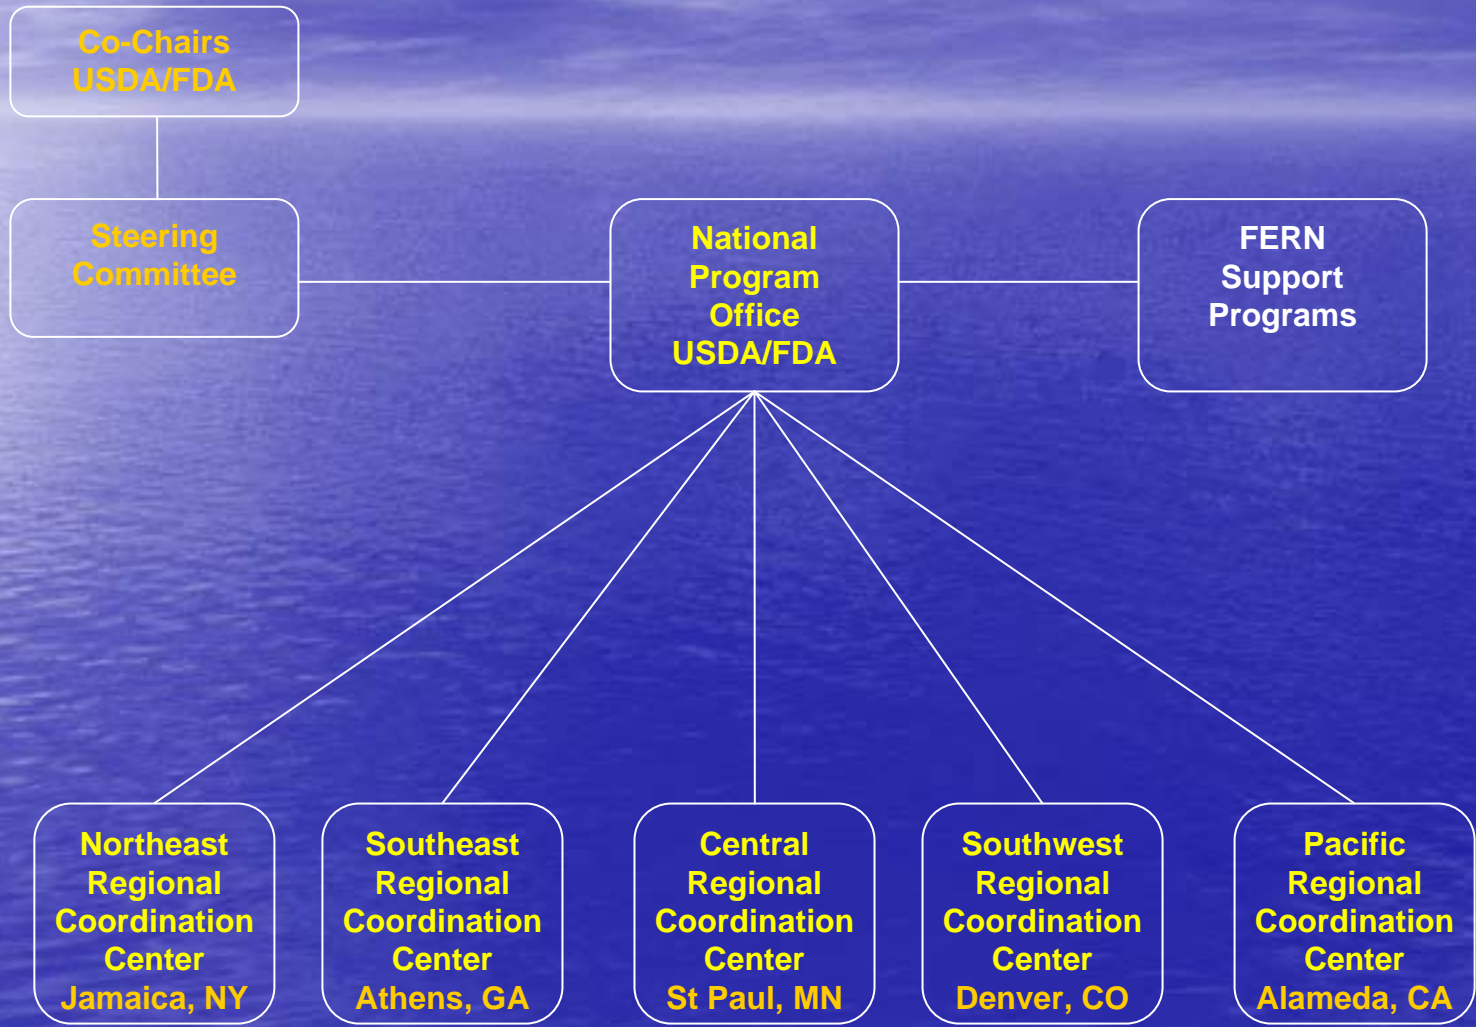 Co-Chairs
USDA/FDA
Steering
Committee
National
Program
Office
USDA/FDA
FERN
Support
Programs
Northeast
Regional
Coordination
Center
Jamaica, NY
Southeast
Regional
Coordination
Center
Athens, GA
Central
Regional
Coordination
Center
St Paul, MN
Southwest
Regional
Coordination
Center
Denver, CO
Pacific
Regional
Coordination
Center
Alameda, CA